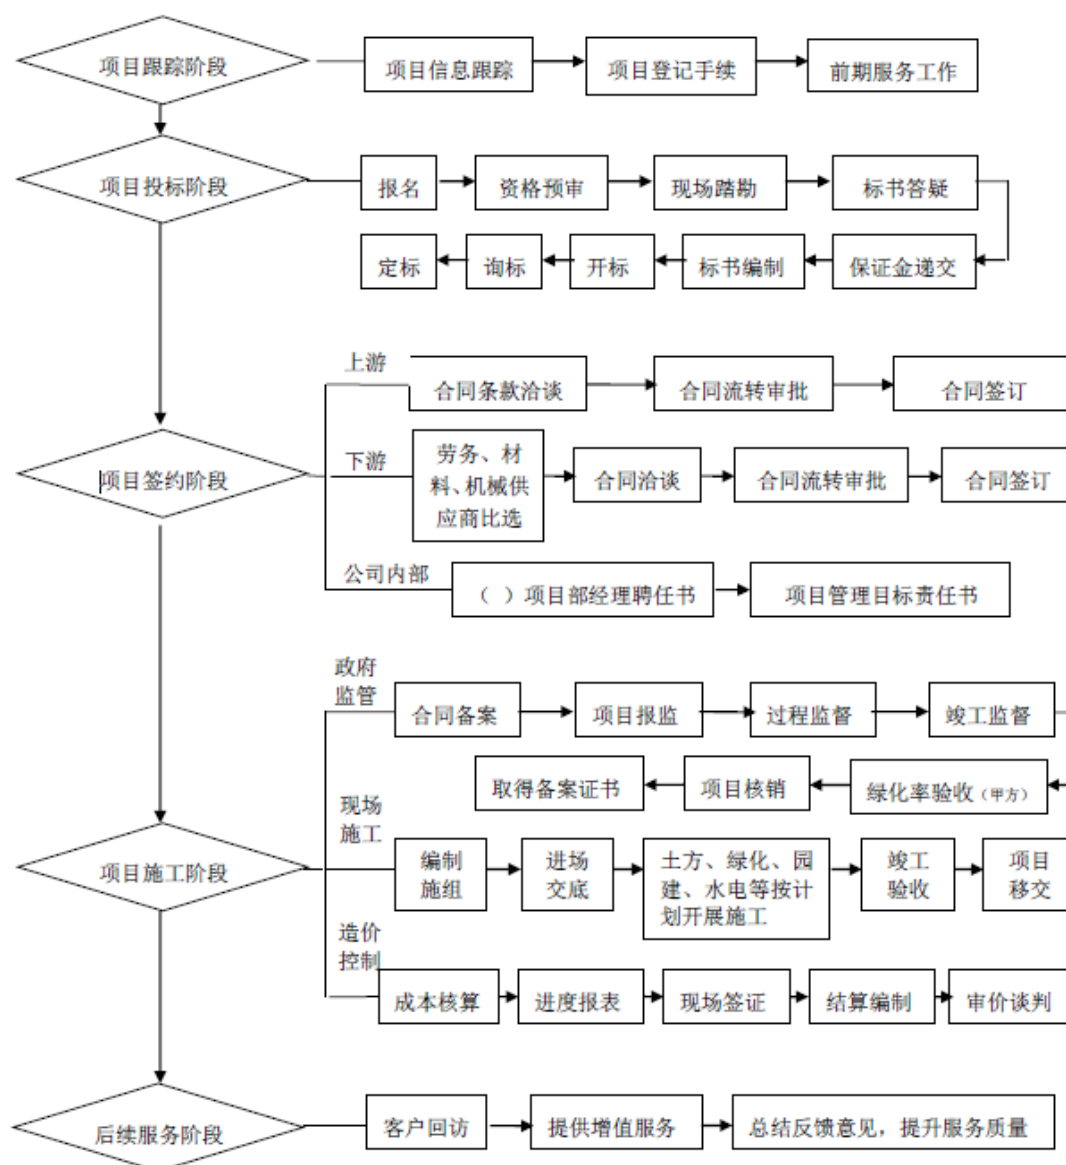 项目跟踪阶段
项目信息跟踪
项目登记手续
前期服务工作
项目投标阶段
报名
资格预审
现场踏勘
标书答疑
定标
询标
开标
标书编制
保证金递交
项目签约阶段
上游
合同条款洽谈
合同流转审批
合同签订
下游
劳务、材
料、机械供
应商比选
合同洽谈
合同流转审批
合同签订
公司内部
（ ）项目部经理聘任书
项目管理目标责任书
项目施工阶段
政府
监管
合同备案
项目报监
过程监督
竣工监督
取得备案证书
项目核销
绿化率验收（甲方）
现场
施工
编制
施组
进场
交底
土方、绿化、园
建、水电等按计
划开展施工
竣工
验收
项目
移交
造价
控制
成本核算
进度报表
现场签证
结算编制
审价谈判
后续服务阶段
客户回访
提供增值服务
总结反馈意见，提升服务质量